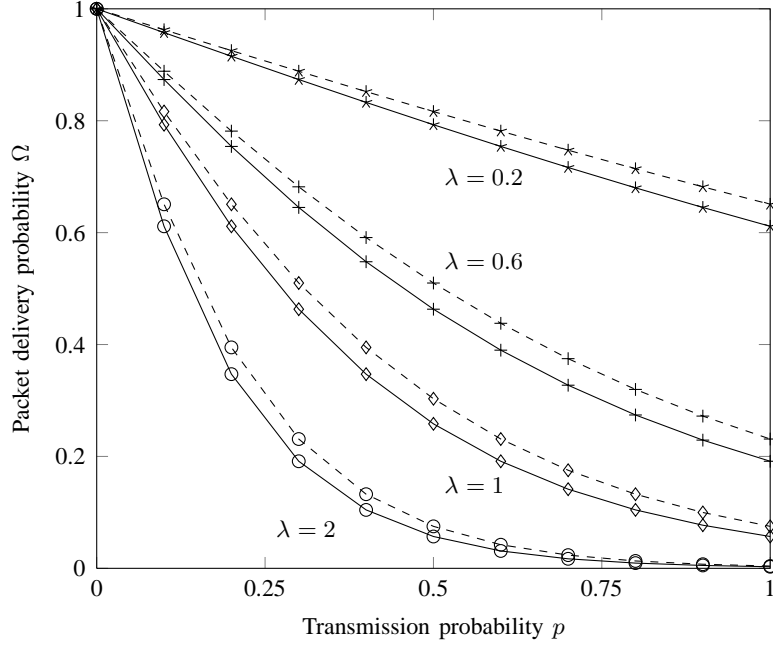 1
0.8
0.6
0.4
0.2
0
Packet delivery probability Ω
λ = 0.2
λ = 0.6
λ = 1
λ = 2
0 0.25 0.5 0.75 1
Transmission probability p